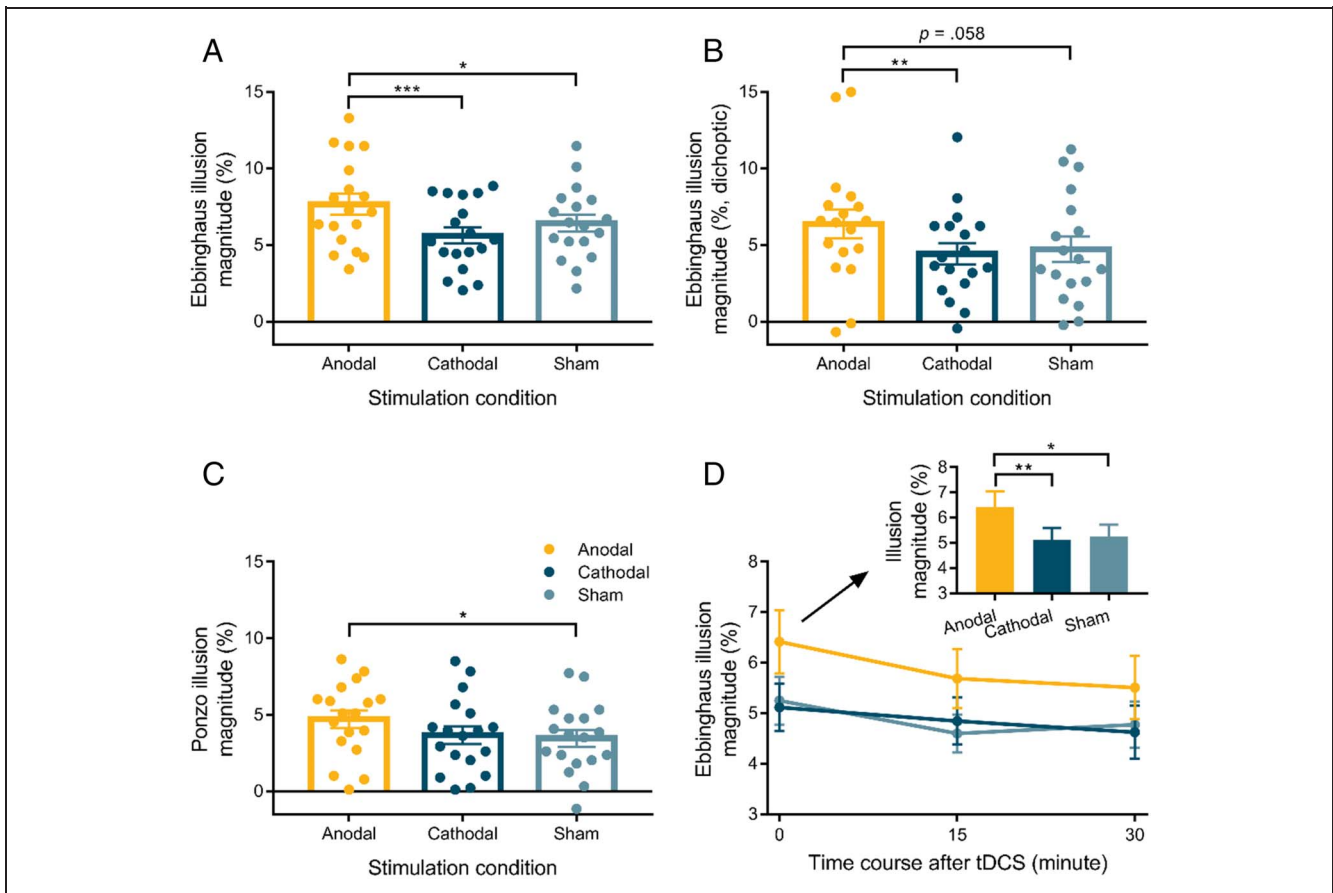 A
*
***
Ebbinghaus illusion
magnitude (%)
15
10
5
0
Anodal
Cathodal
Sham
Stimulation condition
B
p = .058
**
Ebbinghaus illusion
magnitude (%, dichoptic)
15
10
5
0
Anodal
Cathodal
Sham
Stimulation condition
C
Anodal
Cathodal
Sham
*
Ponzo illusion
magnitude (%)
15
10
5
0
Anodal
Cathodal
Sham
Stimulation condition
D
*
**
Illusion
magnitude (%)
8
7
6
5
4
3
Anodal
Cathodal
Sham
Ebbinghaus illusion
magnitude (%)
8
7
6
5
4
3
0
15
30
Time course after tDCS (minute)